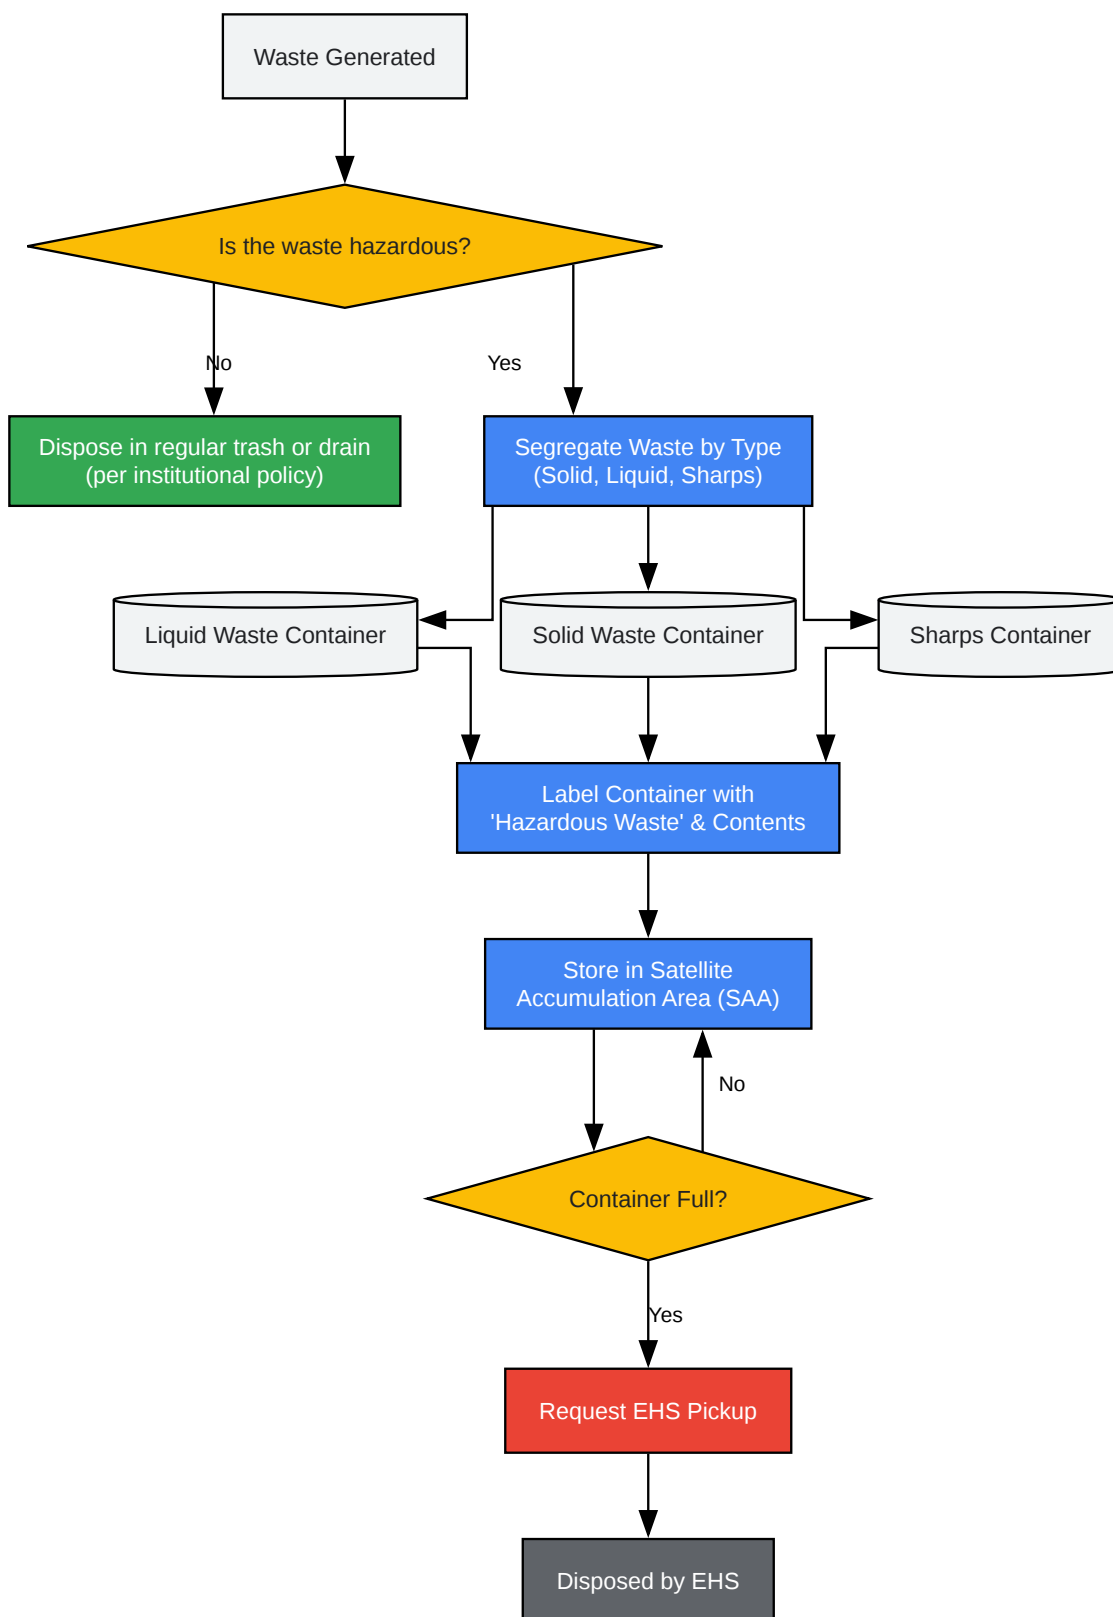 Waste Generated
Is the waste hazardous?
No
Yes
Dispose in regular trash or drain
(per institutional policy)
Segregate Waste by Type
(Solid, Liquid, Sharps)
Liquid Waste Container
Solid Waste Container
Sharps Container
Label Container with
'Hazardous Waste' & Contents
Store in Satellite
Accumulation Area (SAA)
No
Container Full?
Yes
Request EHS Pickup
Disposed by EHS